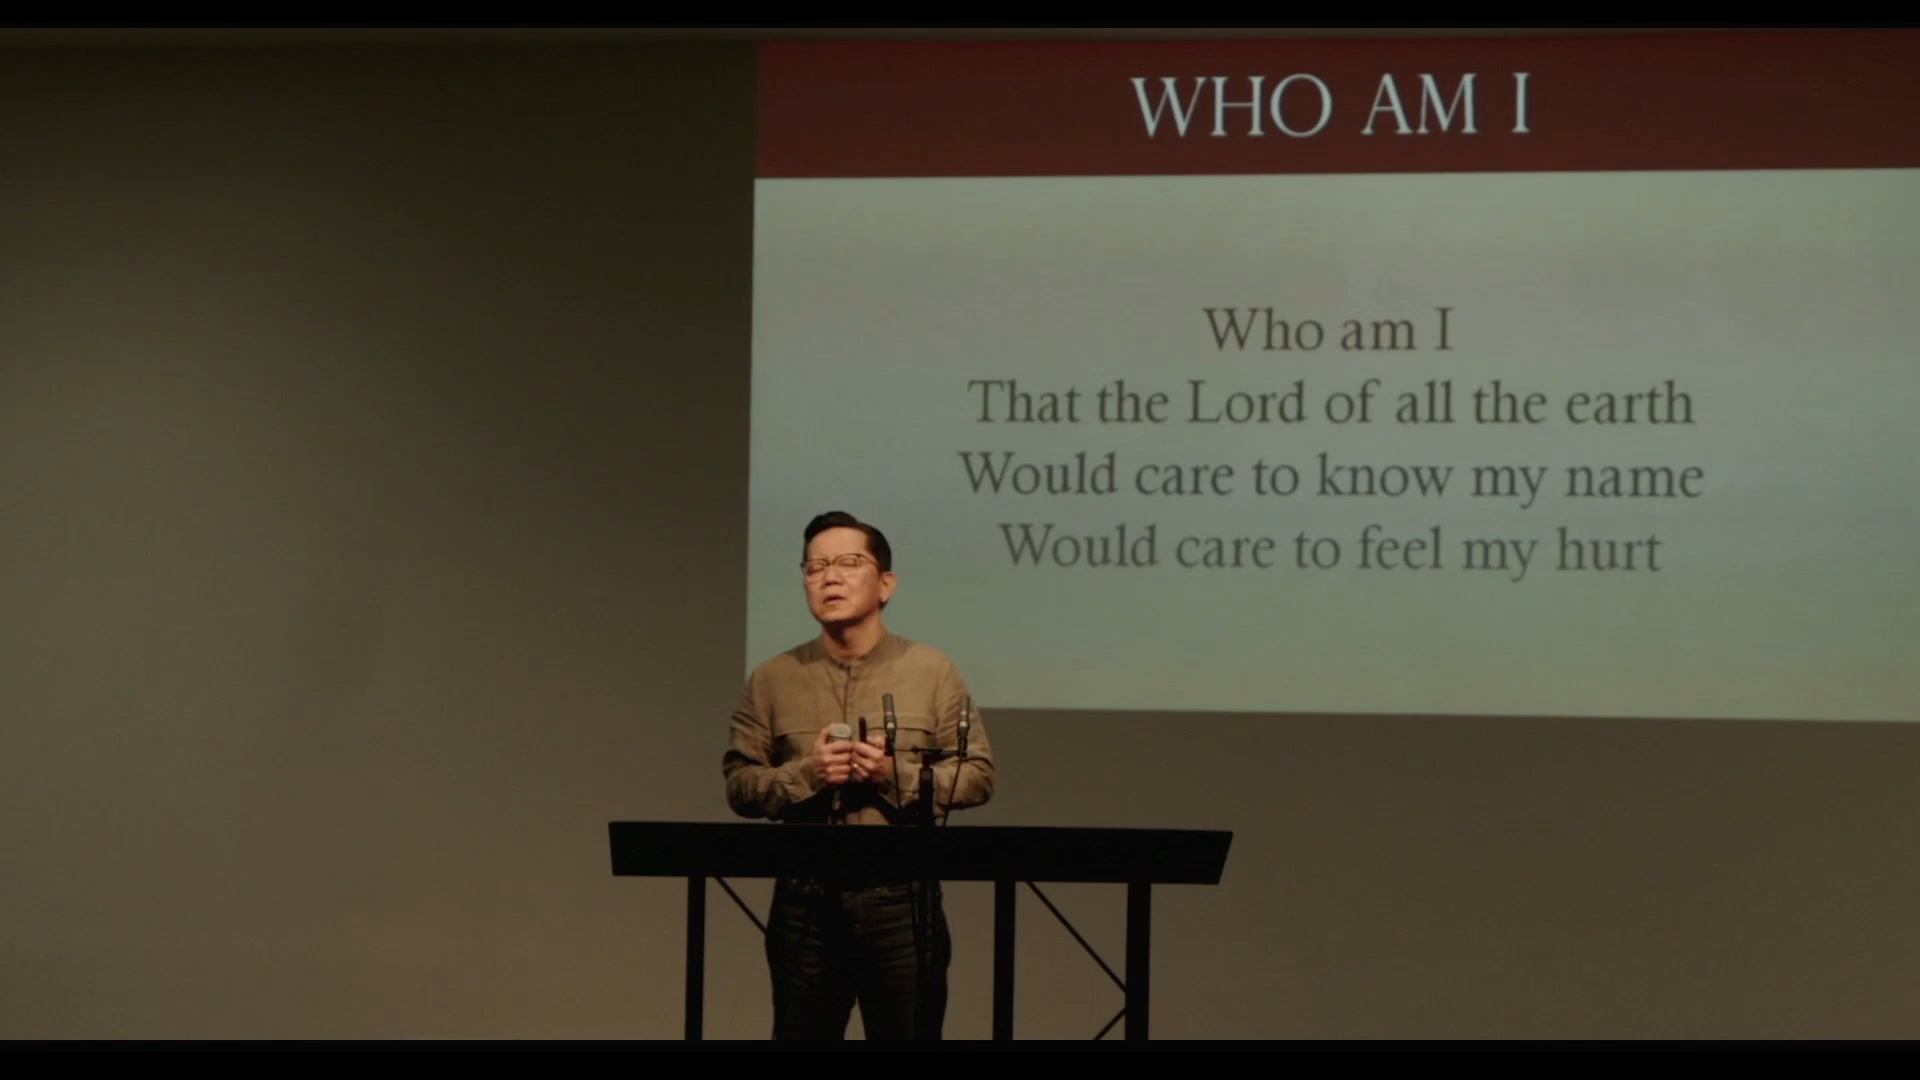 WHO AM I
Who am I
That the Lord of all the earth
Would care to know my name
Would care to feel my hurt